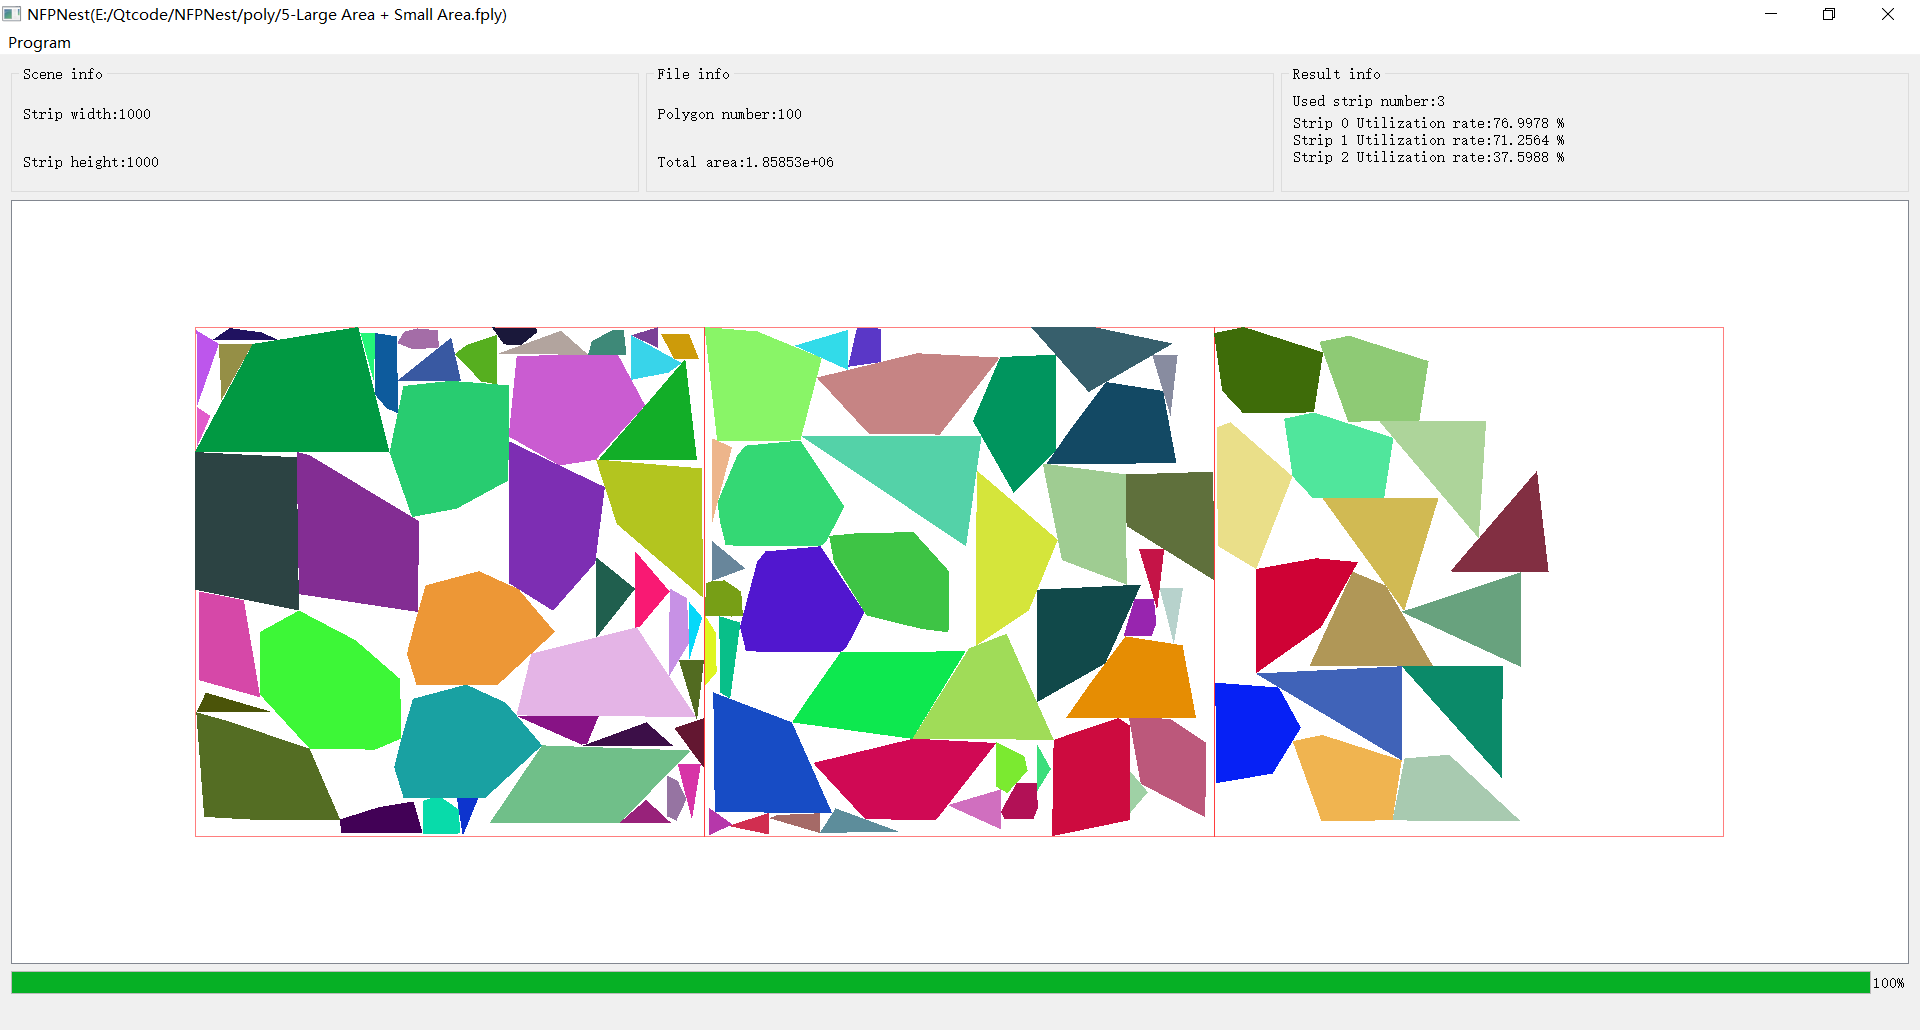 NFPNest(E:/Qtcode/NFPNest/poly/5-Large Area + Small Area.fply)
Program
Scene info
Strip width:1000
Strip height:1000
File info
Polygon number:100
Total area:1.85853e+06
Result info
Used strip number:3
Strip 0 Utilization rate:76.9978 %
Strip 1 Utilization rate:71.2564 %
Strip 2 Utilization rate:37.5988 %
100%